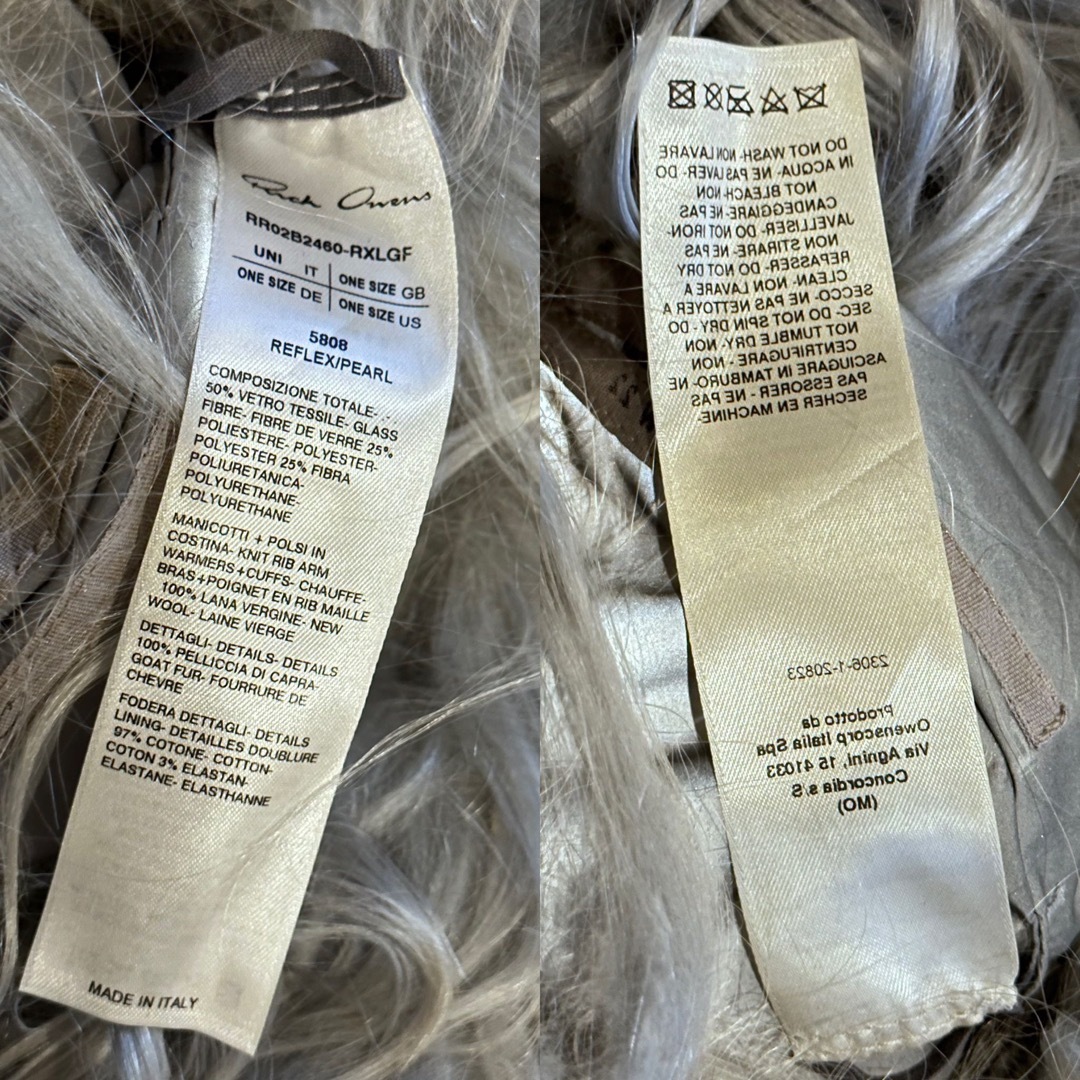 Rick Owens
RR02B2460-RXLGF
UNI IT ONE SIZE GB
ONE SIZE DE ONE SIZE US
5808
REFLEX/PEARL
COMPOSIZIONE TOTALE- .-
50% VETRO TESSILE- GLASS
FIBRE- FIBRE DE VERRE 25%
POLIESTERE- POLYESTER-
POLYESTER 25% FIBRA
POLIURETANICA-
POLYURETHANE-
POLYURETHANE
MANICOTTI + POLSI IN
COSTINA- KNIT RIB ARM
WARMERS+CUFFS- CHAUFFE-
BRAS+POIGNET EN RIB MAILLE
100% LANA VERGINE- NEW
WOOL- LAINE VIERGE
DETTAGLI- DETAILS- DETAILS
100% PELLICCIA DI CAPRA-
GOAT FUR- FOURRURE DE
CHEVRE
FODERA DETTAGLI- DETAILS
LINING- DETAILLES DOUBLURE
97% COTONE- COTTON-
COTON 3% ELASTAN-
ELASTANE- ELASTHANNE
MADE IN ITALY
DO NOT WASH- NON LAVARE
IN ACQUA- NE PAS LAVER - DO
NOT BLEACH-NON
CANDEGGIARE- NE PAS
JAVELLISER- DO NOT IRON-
NON STIRARE- NE PAS
REPASSER- DO NOT DRY
CLEAN- NON LAVARE A
SECCO- NE PAS NETTOYER A
SEC- DO NOT SPIN DRY - DO
NOT TUMBLE DRY- NON
CENTRIFUGARE- NON
ASCIUGARE IN TAMBURO- NE
PAS ESSORER - NE PAS
SECHER EN MACHINE-
2306-1-20823
Prodotto da
Owenscorp Italia Spa
Via Agnini, 15 41033
Concordia s/S
(MO)